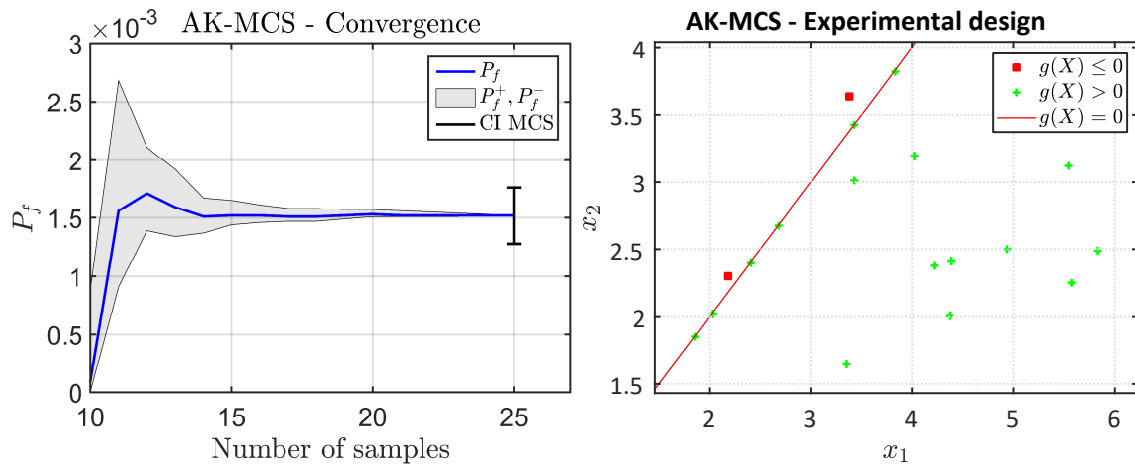 AK-MCS - Convergence
×10⁻³
3
2.5
2
1.5
1
0.5
0
P_f
10
15
20
25
Number of samples
P_f
P_f^+, P_f^-
CI MCS
AK-MCS - Experimental design
4
3.5
3
2.5
2
1.5
x_2
2
3
4
5
6
x_1
g(X) ≤ 0
g(X) > 0
g(X) = 0